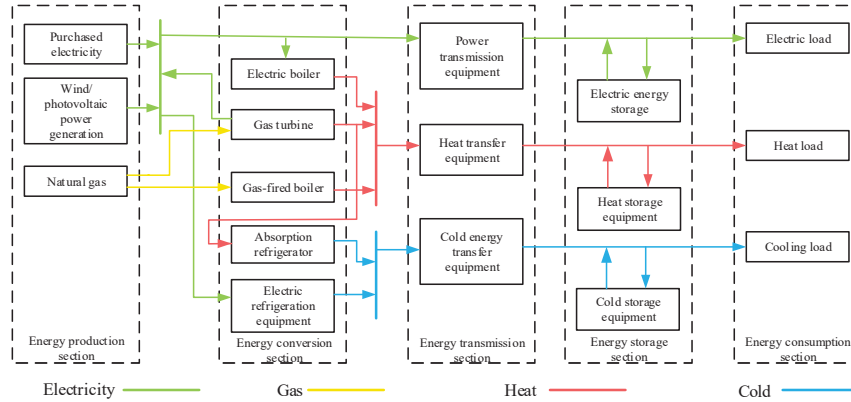 Purchased
electricity
Wind/
photovoltaic
power
generation
Natural gas
Energy production
section
Electric boiler
Gas turbine
Gas-fired boiler
Absorption
refrigerator
Electric
refrigeration
equipment
Energy conversion
section
Power
transmission
equipment
Heat transfer
equipment
Cold energy
transfer
equipment
Energy transmission
section
Electric energy
storage
Heat storage
equipment
Cold storage
equipment
Energy storage
section
Electric load
Heat load
Cooling load
Energy consumption
section
Electricity
Gas
Heat
Cold